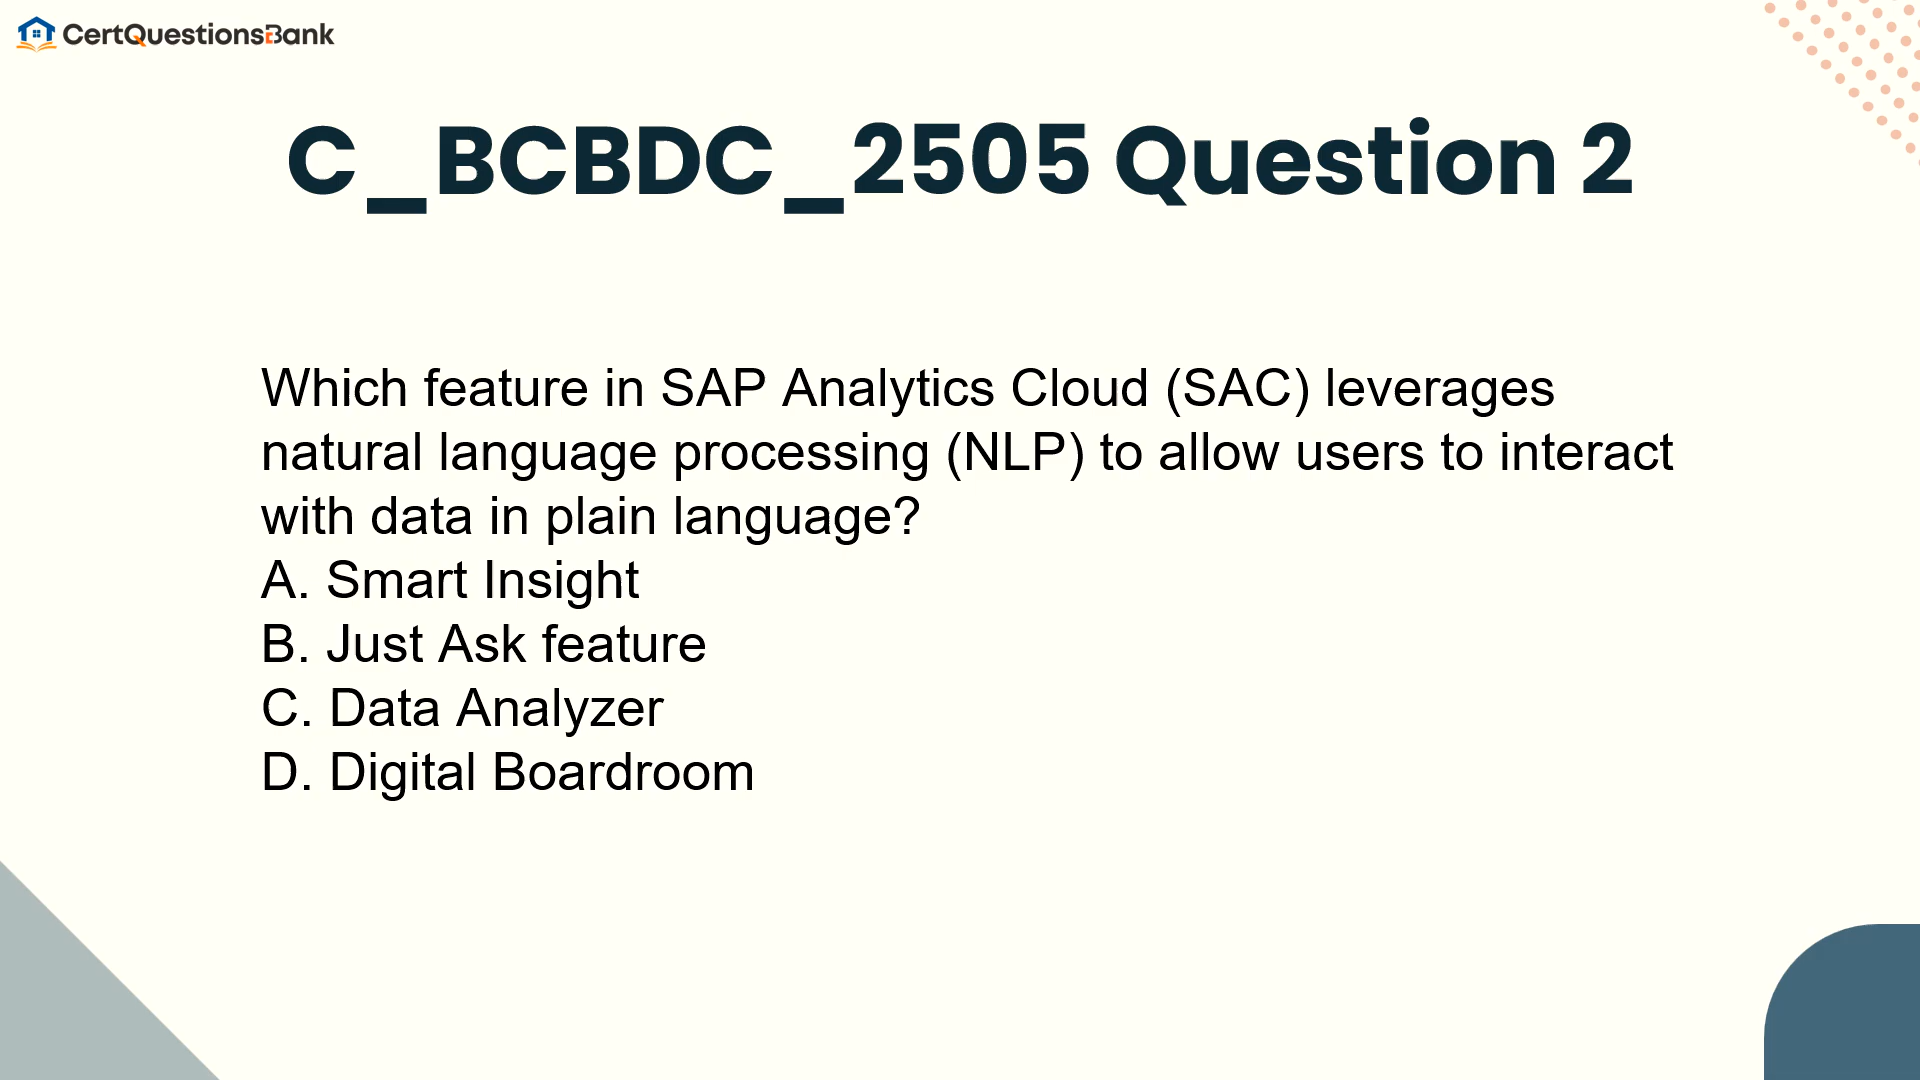 CertQuestionsBank
C_BCBDC_2505 Question 2
Which feature in SAP Analytics Cloud (SAC) leverages
natural language processing (NLP) to allow users to interact
with data in plain language?
A. Smart Insight
B. Just Ask feature
C. Data Analyzer
D. Digital Boardroom